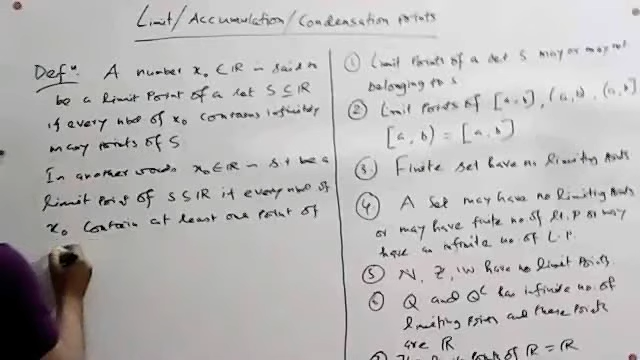 Limit/Accumulation/Condensation points
Defn. A number x₀ ∈ ℝ is said to
be a limit point of a set S ⊆ ℝ
if every nbd of x₀ contains infinitely
many points of S
In another words x₀ ∈ ℝ is s.t be a
limit point of S ⊆ ℝ if every nbd of
x₀ contain at least one point of
① Limit points of a set S may or may not
belonging to S
② Limit points of [a, b], (a, b), (a, b]
[a, b) = [a, b]
③ Finite set have no limiting points
④ A set may have no limiting points
or may have finite no. of l.P or may
have an infinite no. of L.P.
⑤ N, Z, W have no limit points.
⑥ Q and Qᶜ has infinite no. of
limiting points and these points
are ℝ
of ℝ = ℝ